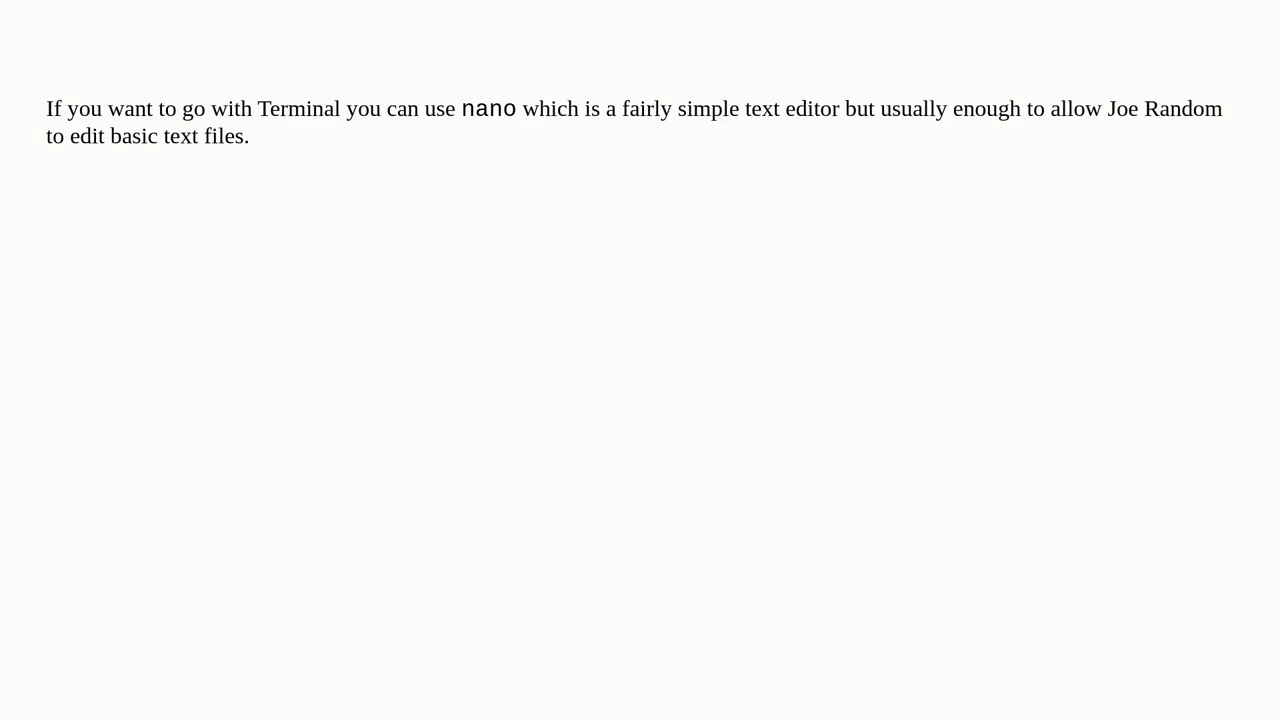 If you want to go with Terminal you can use nano which is a fairly simple text editor but usually enough to allow Joe Random
to edit basic text files.